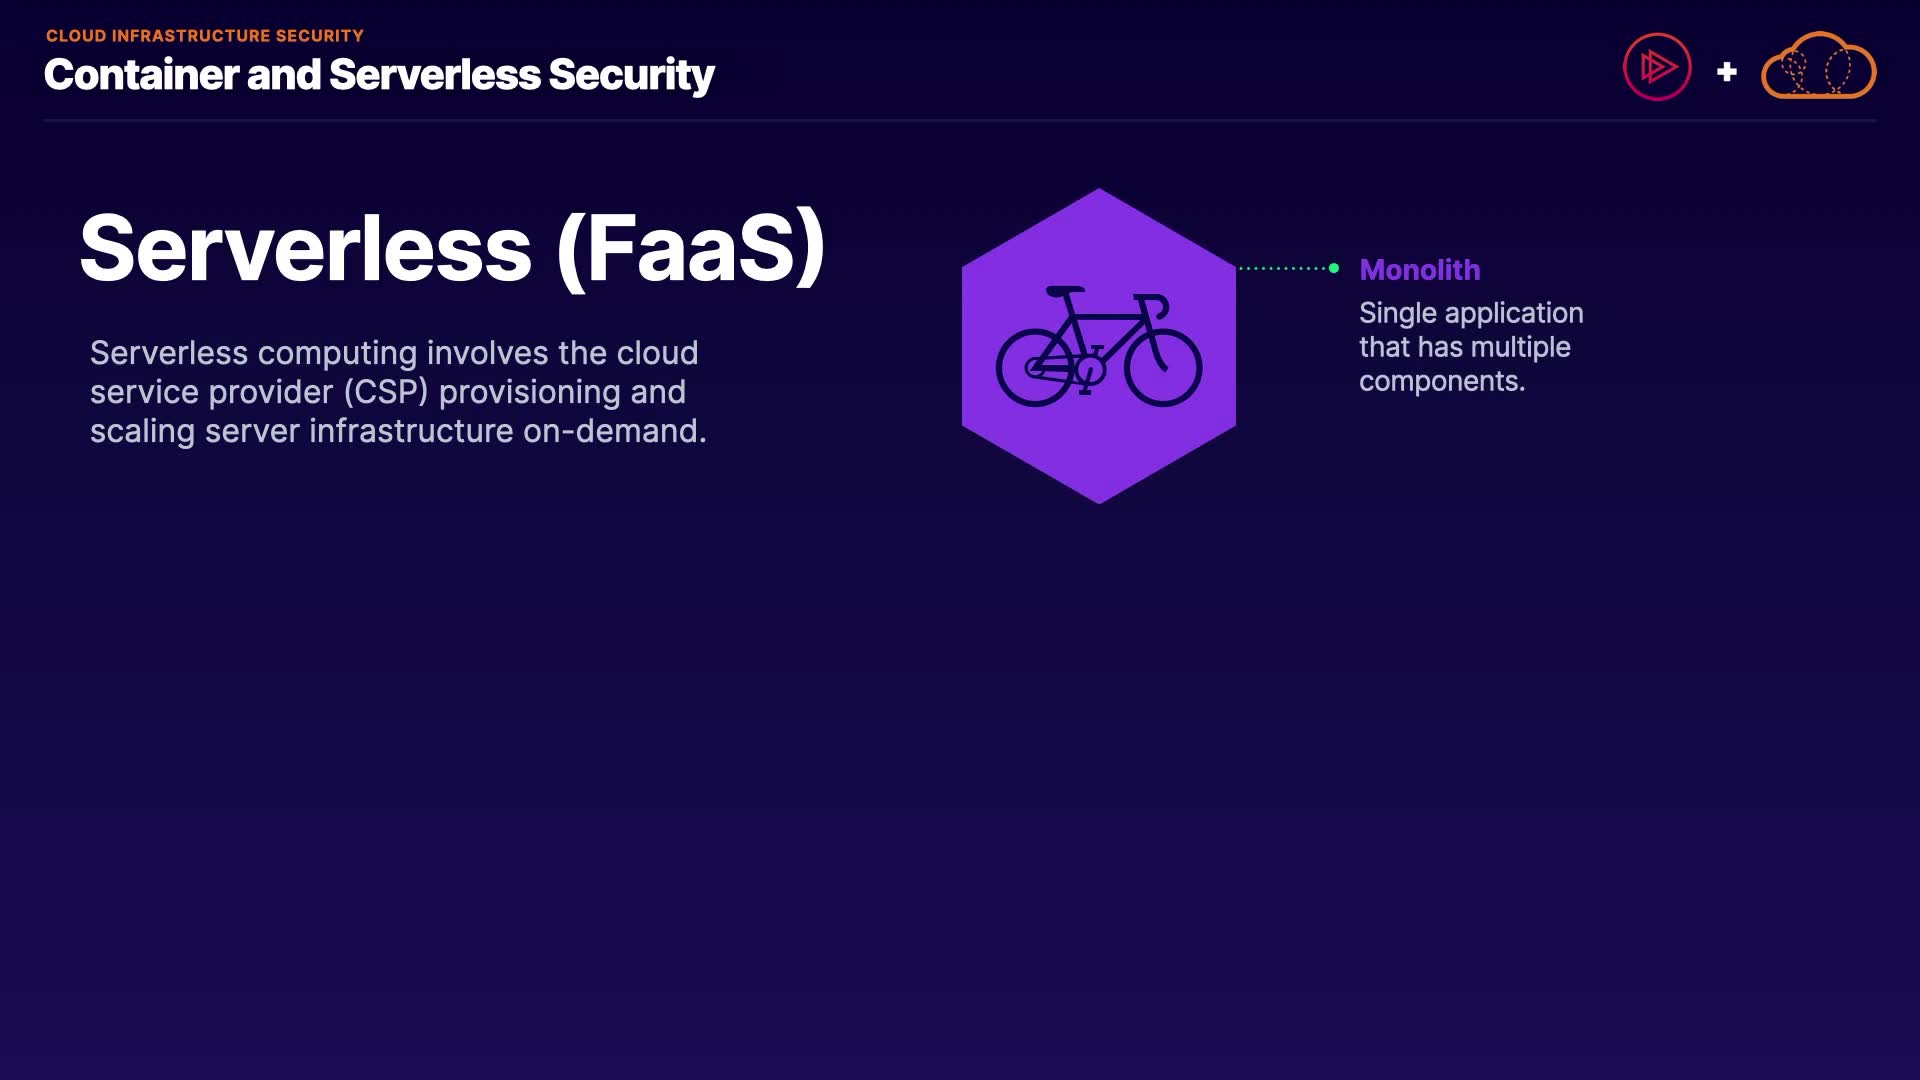 CLOUD INFRASTRUCTURE SECURITY
Container and Serverless Security
Serverless (FaaS)
Serverless computing involves the cloud
service provider (CSP) provisioning and
scaling server infrastructure on-demand.
Monolith
Single application
that has multiple
components.